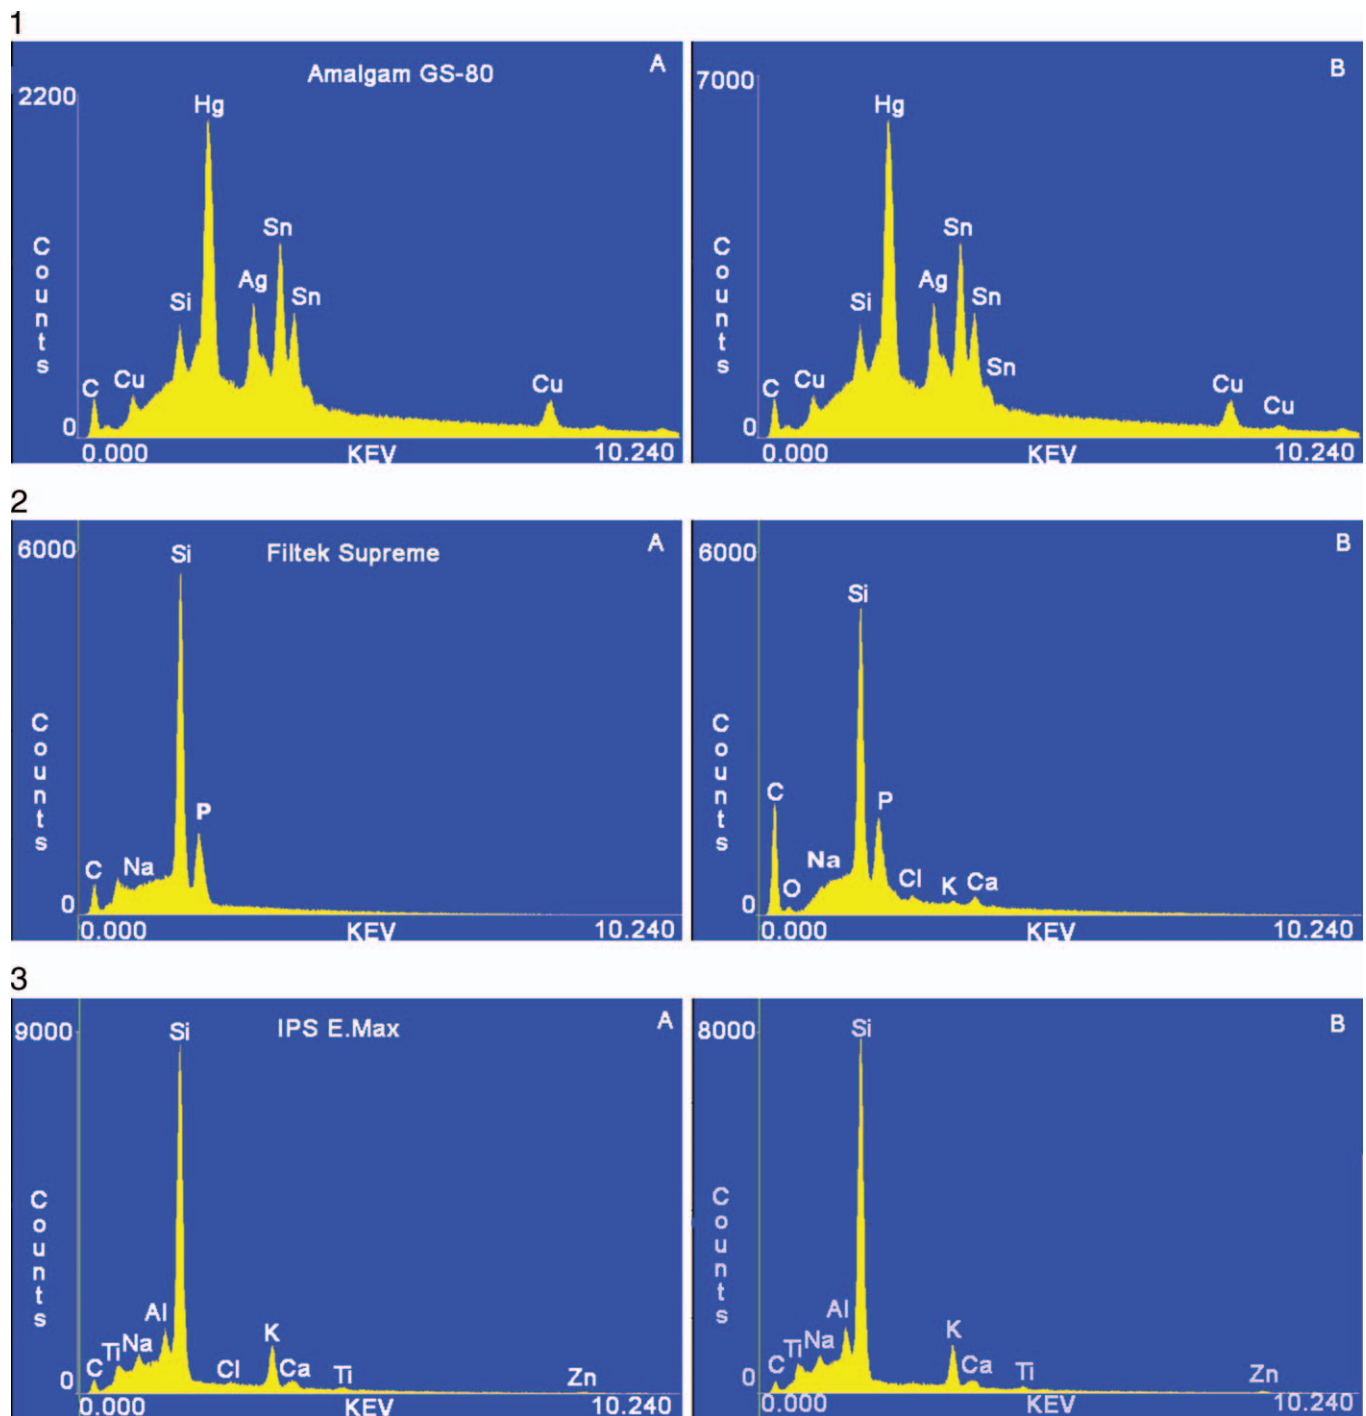 1
Amalgam GS-80
A
2200
Hg
Sn
Ag
Sn
Si
C
Cu
Cu
Counts
0
0.000
KEV
10.240
B
7000
Hg
Sn
Ag
Sn
Si
Sn
C
Cu
Cu
Cu
Counts
0
0.000
KEV
10.240
2
Filtek Supreme
A
6000
Si
P
C
Na
Counts
0
0.000
KEV
10.240
B
6000
Si
C
P
Na
O
Cl
K
Ca
Counts
0
0.000
KEV
10.240
3
IPS E.Max
A
9000
Si
Al
K
Ti
Na
C
Cl
Ca
Ti
Zn
Counts
0
0.000
KEV
10.240
B
8000
Si
Al
K
Ti
Na
C
Ca
Ti
Zn
Counts
0
0.000
KEV
10.240